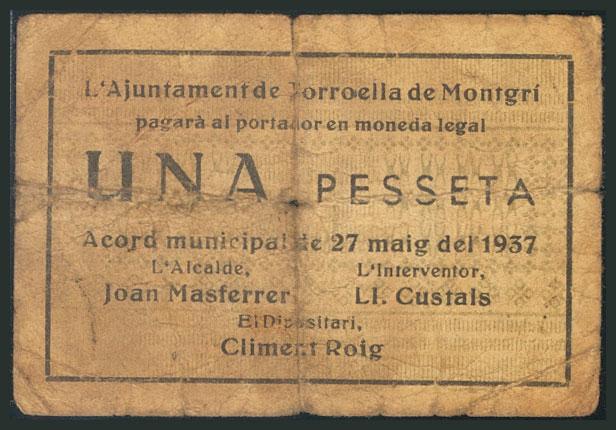 L'Ajuntament de Torroella de Montgrí
pagarà al portador en moneda legal
UNA PESSETA
Acord municipal de 27 maig del 1937
L'Alcalde, L'Interventor,
Joan Masferrer Ll. Custals
El Dipositari,
Climent Roig